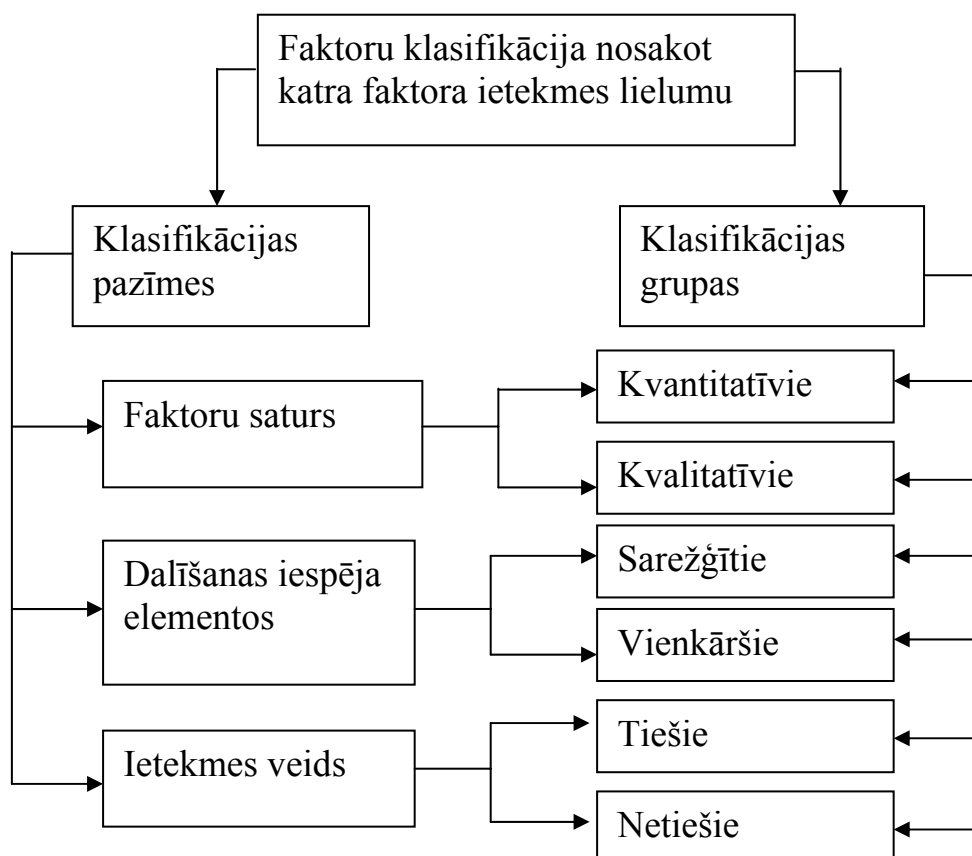 Faktoru klasifikācija nosakot
katra faktora ietekmes lielumu
Klasifikācijas
pazīmes
Klasifikācijas
grupas
Faktoru saturs
Kvantitatīvie
Kvalitatīvie
Dalīšanas iespēja
elementos
Sarežģītie
Vienkāršie
Ietekmes veids
Tiešie
Netiešie